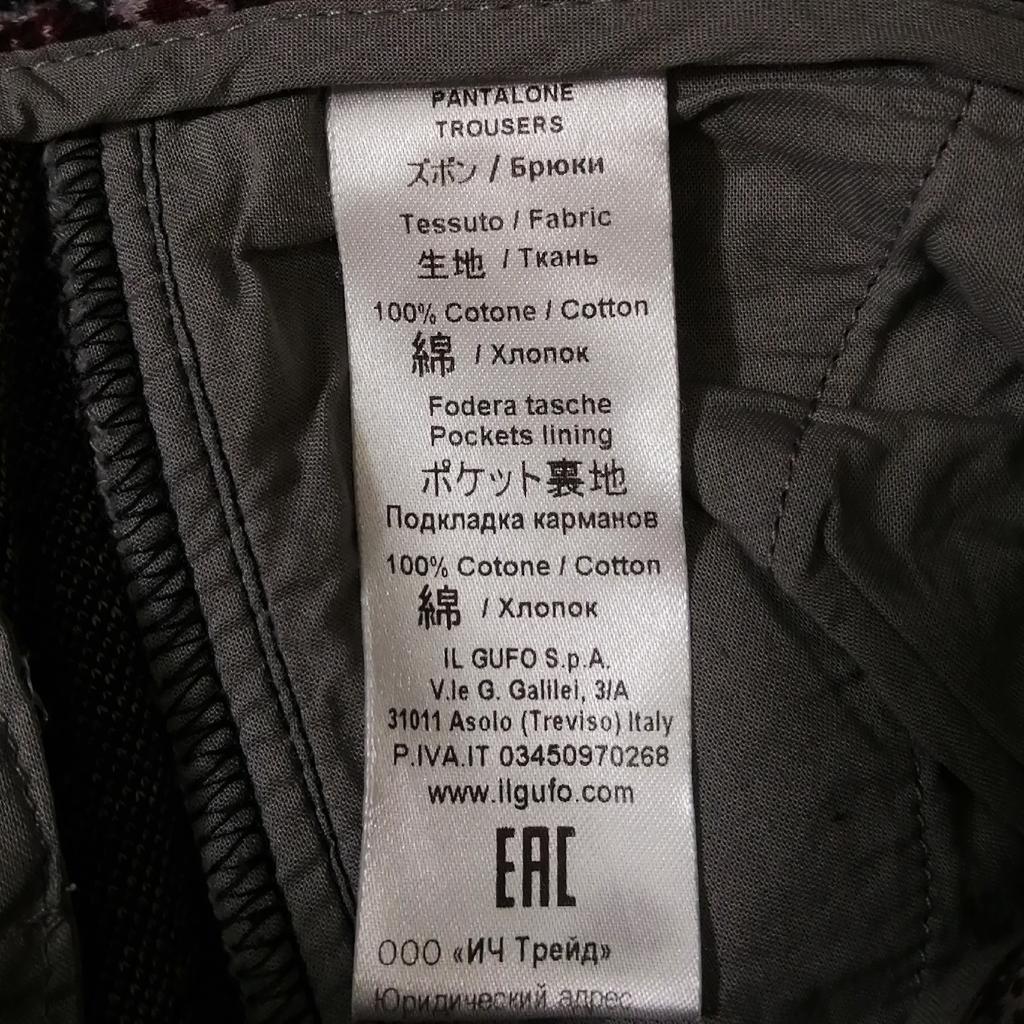 PANTALONE
TROUSERS
ズボン / Брюки
Tessuto / Fabric
生地 / Ткань
100% Cotone / Cotton
綿 / Хлопок
Fodera tasche
Pockets lining
ポケット裏地
Подкладка карманов
100% Cotone / Cotton
綿 / Хлопок
IL GUFO S.p.A.
V.le G. Galilei, 3/A
31011 Asolo (Treviso) Italy
P.IVA.IT 03450970268
www.ilgufo.com
EAC
ООО «ИЧ Трейд»
Юридический адрес